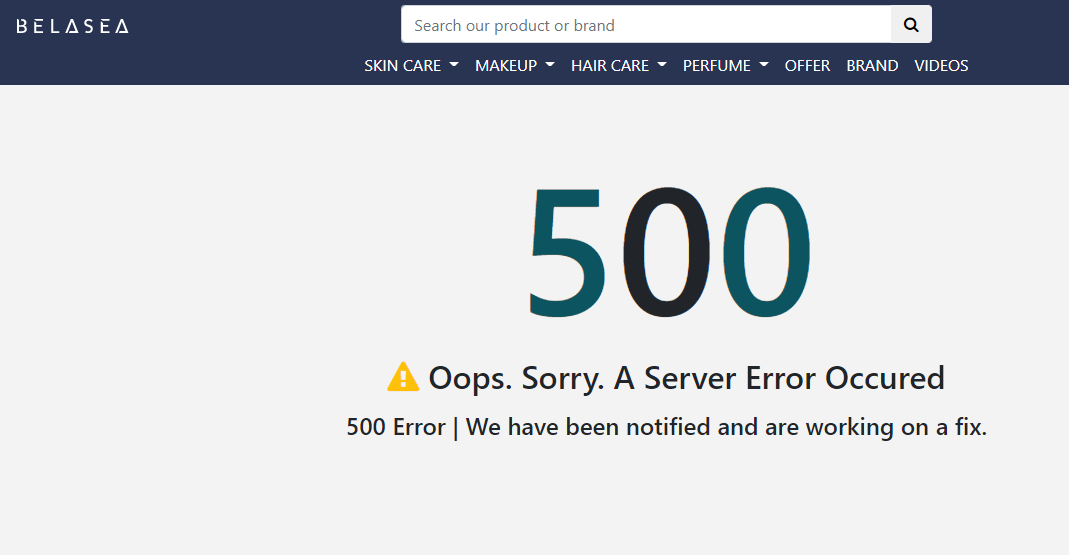 BELASEA
Search our product or brand
SKIN CARE MAKEUP HAIR CARE PERFUME OFFER BRAND VIDEOS
500
Oops. Sorry. A Server Error Occured
500 Error | We have been notified and are working on a fix.